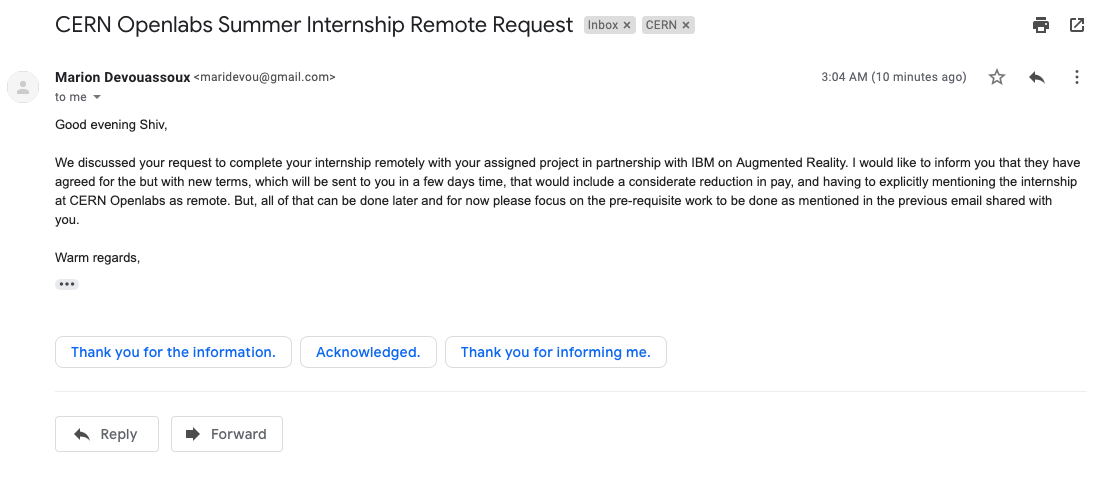 CERN Openlabs Summer Internship Remote Request Inbox × CERN ×
Marion Devouassoux <maridevou@gmail.com> 3:04 AM (10 minutes ago)
to me
Good evening Shiv,
We discussed your request to complete your internship remotely with your assigned project in partnership with IBM on Augmented Reality. I would like to inform you that they have
agreed for the but with new terms, which will be sent to you in a few days time, that would include a considerate reduction in pay, and having to explicitly mentioning the internship
at CERN Openlabs as remote. But, all of that can be done later and for now please focus on the pre-requisite work to be done as mentioned in the previous email shared with
you.
Warm regards,
Thank you for the information. Acknowledged. Thank you for informing me.
Reply Forward